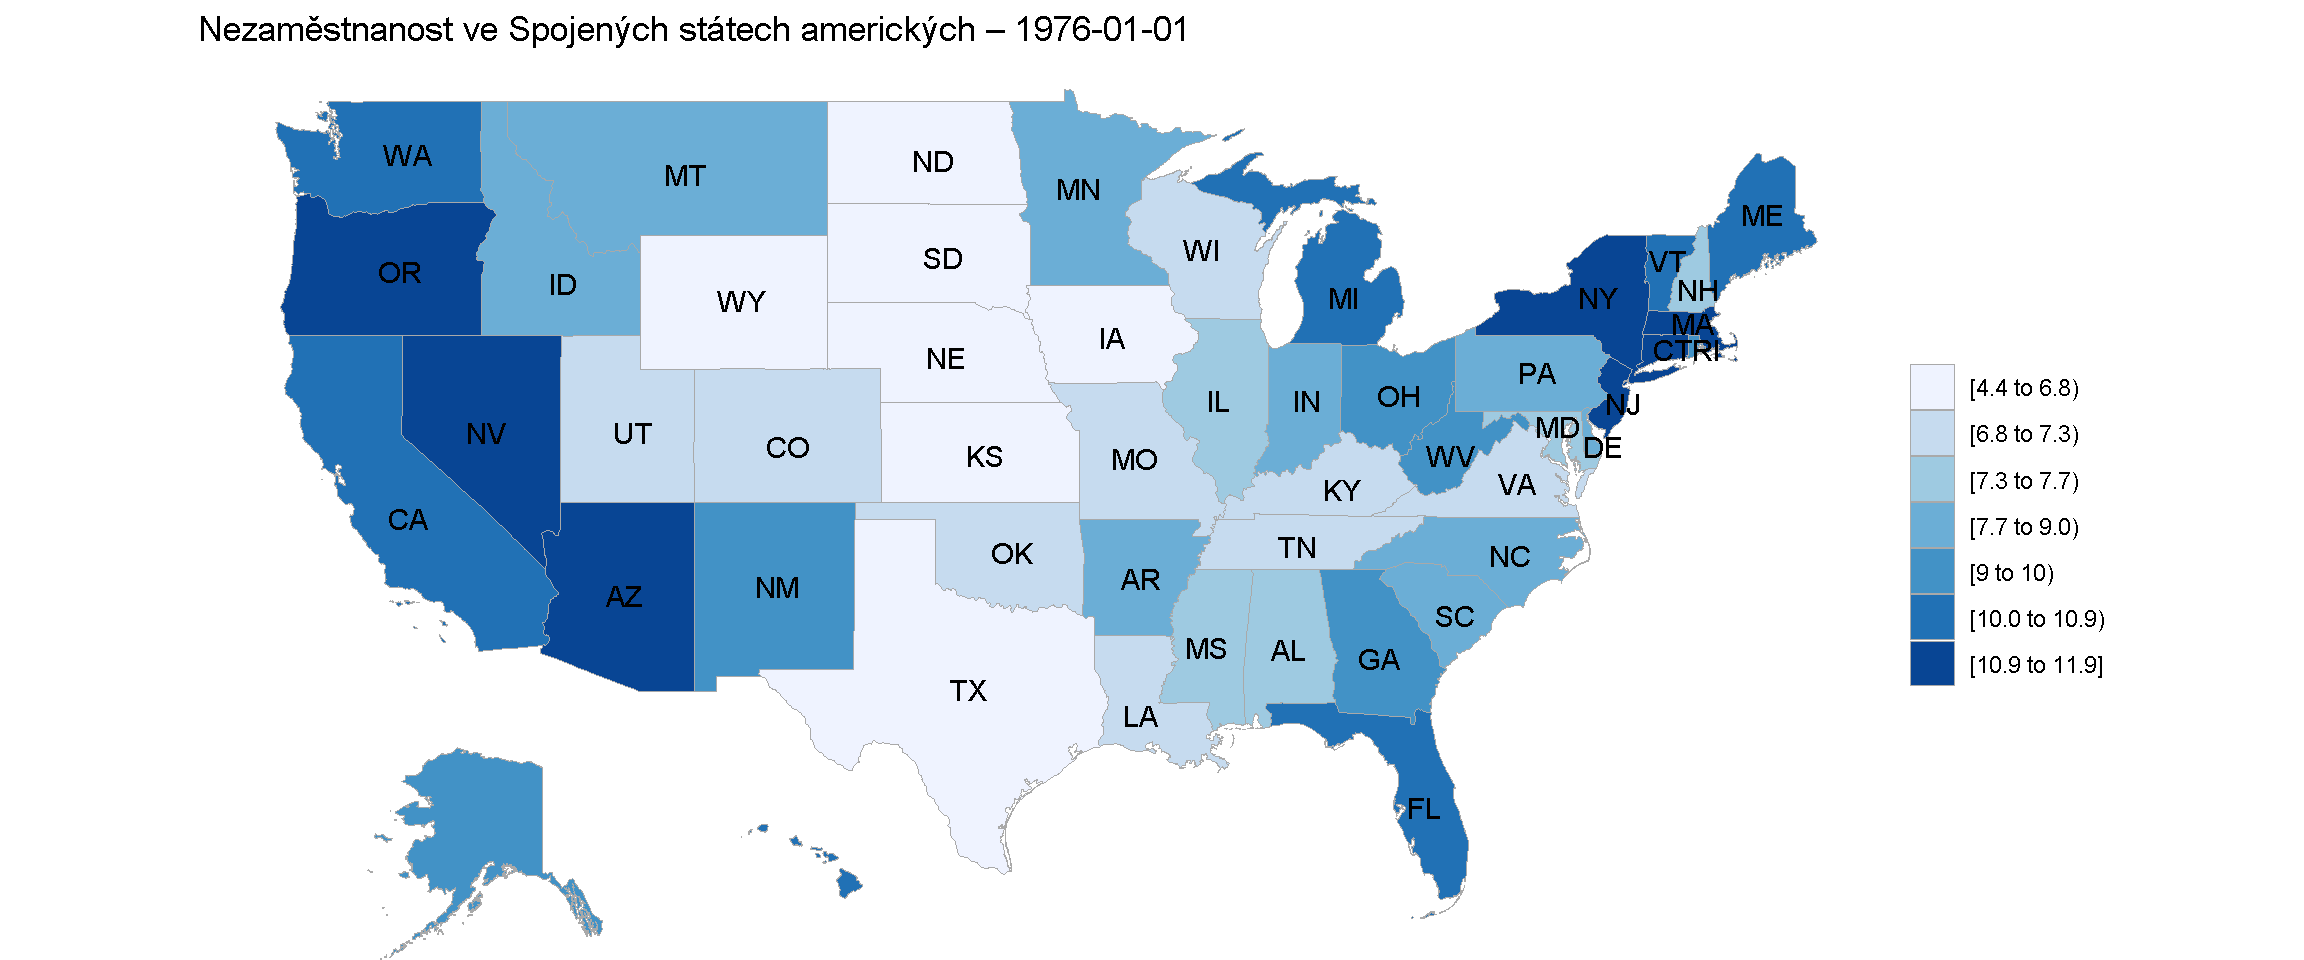 Nezaměstnanost ve Spojených státech amerických – 1976-01-01
WA
MT
ND
MN
ME
OR
ID
SD
WI
VT
WY
MI
NY
NH
MA
NE
IA
CT
RI
PA
NV
UT
CO
KS
MO
IL
IN
OH
NJ
MD
DE
WV
VA
KY
CA
AZ
NM
OK
AR
TN
NC
SC
MS
AL
GA
TX
LA
FL
[4.4 to 6.8)
[6.8 to 7.3)
[7.3 to 7.7)
[7.7 to 9.0)
[9 to 10)
[10.0 to 10.9)
[10.9 to 11.9]